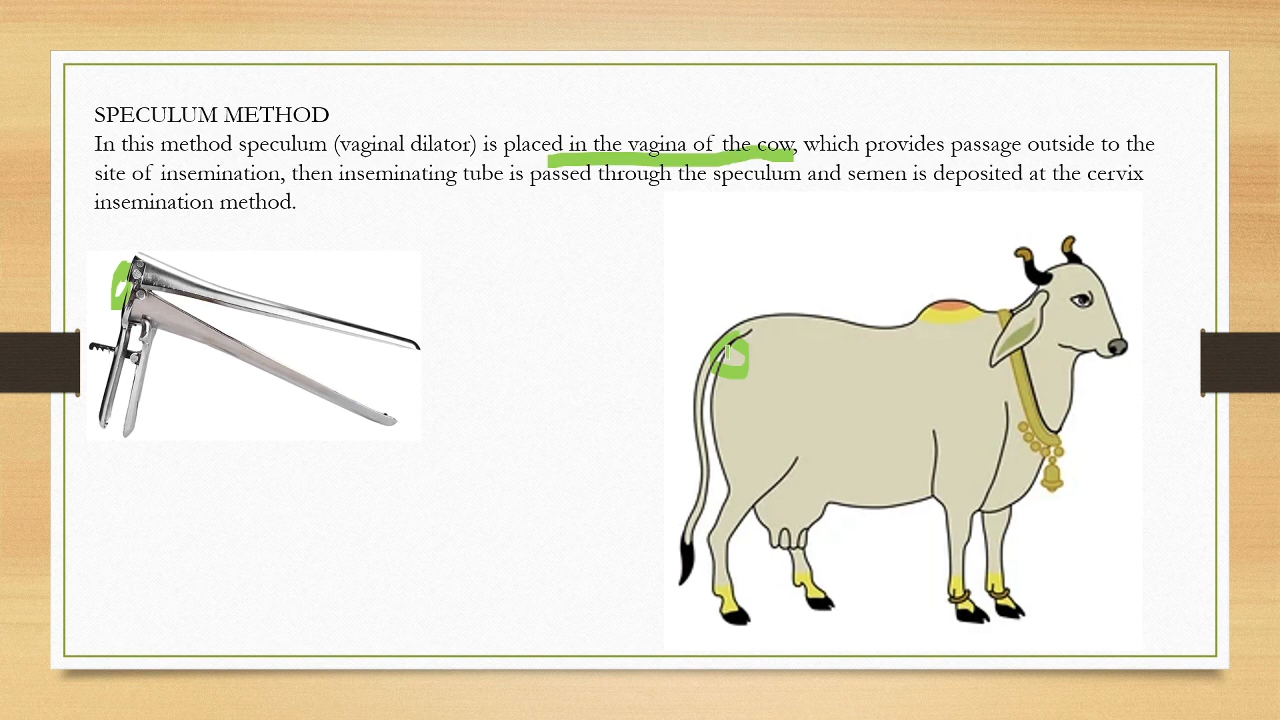 SPECULUM METHOD
In this method speculum (vaginal dilator) is placed in the vagina of the cow, which provides passage outside to the
site of insemination, then inseminating tube is passed through the speculum and semen is deposited at the cervix
insemination method.